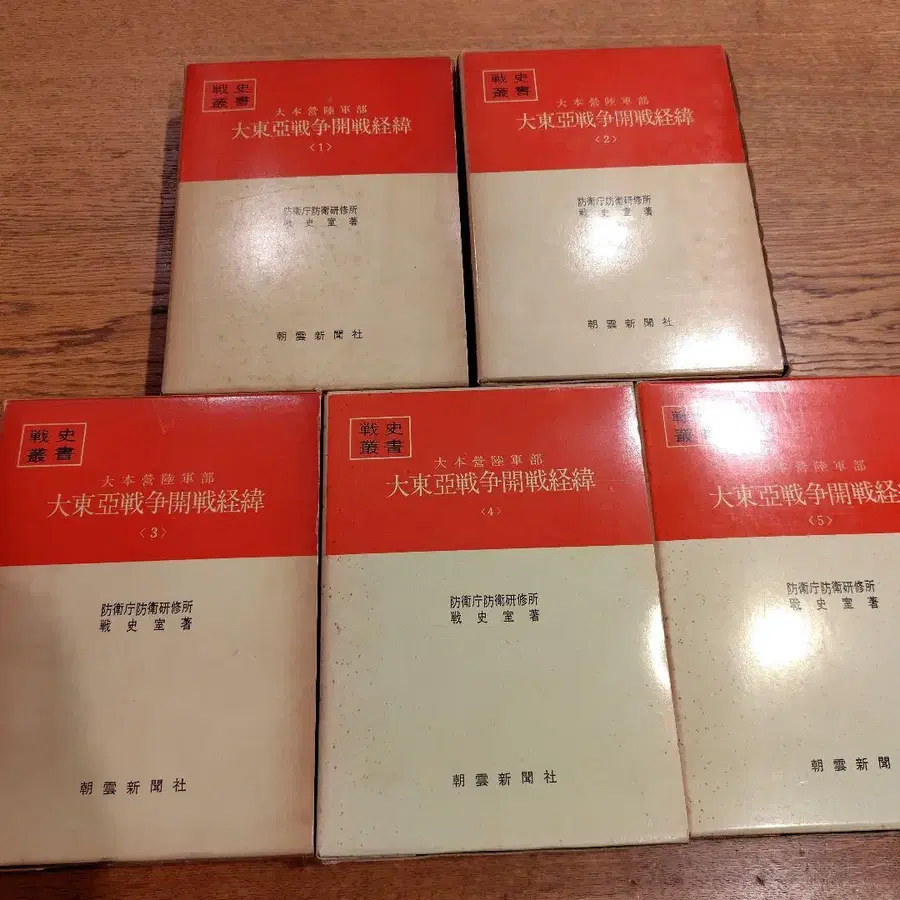 戦史
叢書
大本営陸軍部
大東亞戦争開戦経緯
〈1〉
防衛庁防衛研修所
戦史室著
朝雲新聞社
戦史
叢書
大本営陸軍部
大東亞戦争開戦経緯
〈2〉
防衛庁防衛研修所
戦史室著
朝雲新聞社
戦史
叢書
大本営陸軍部
大東亞戦争開戦経緯
〈3〉
防衛庁防衛研修所
戦史室著
朝雲新聞社
戦史
叢書
大本営陸軍部
大東亞戦争開戦経緯
〈4〉
防衛庁防衛研修所
戦史室著
朝雲新聞社
戦史
叢書
大本営陸軍部
大東亞戦争開戦経
〈5〉
防衛庁防衛研修所
戦史室著
朝雲新聞